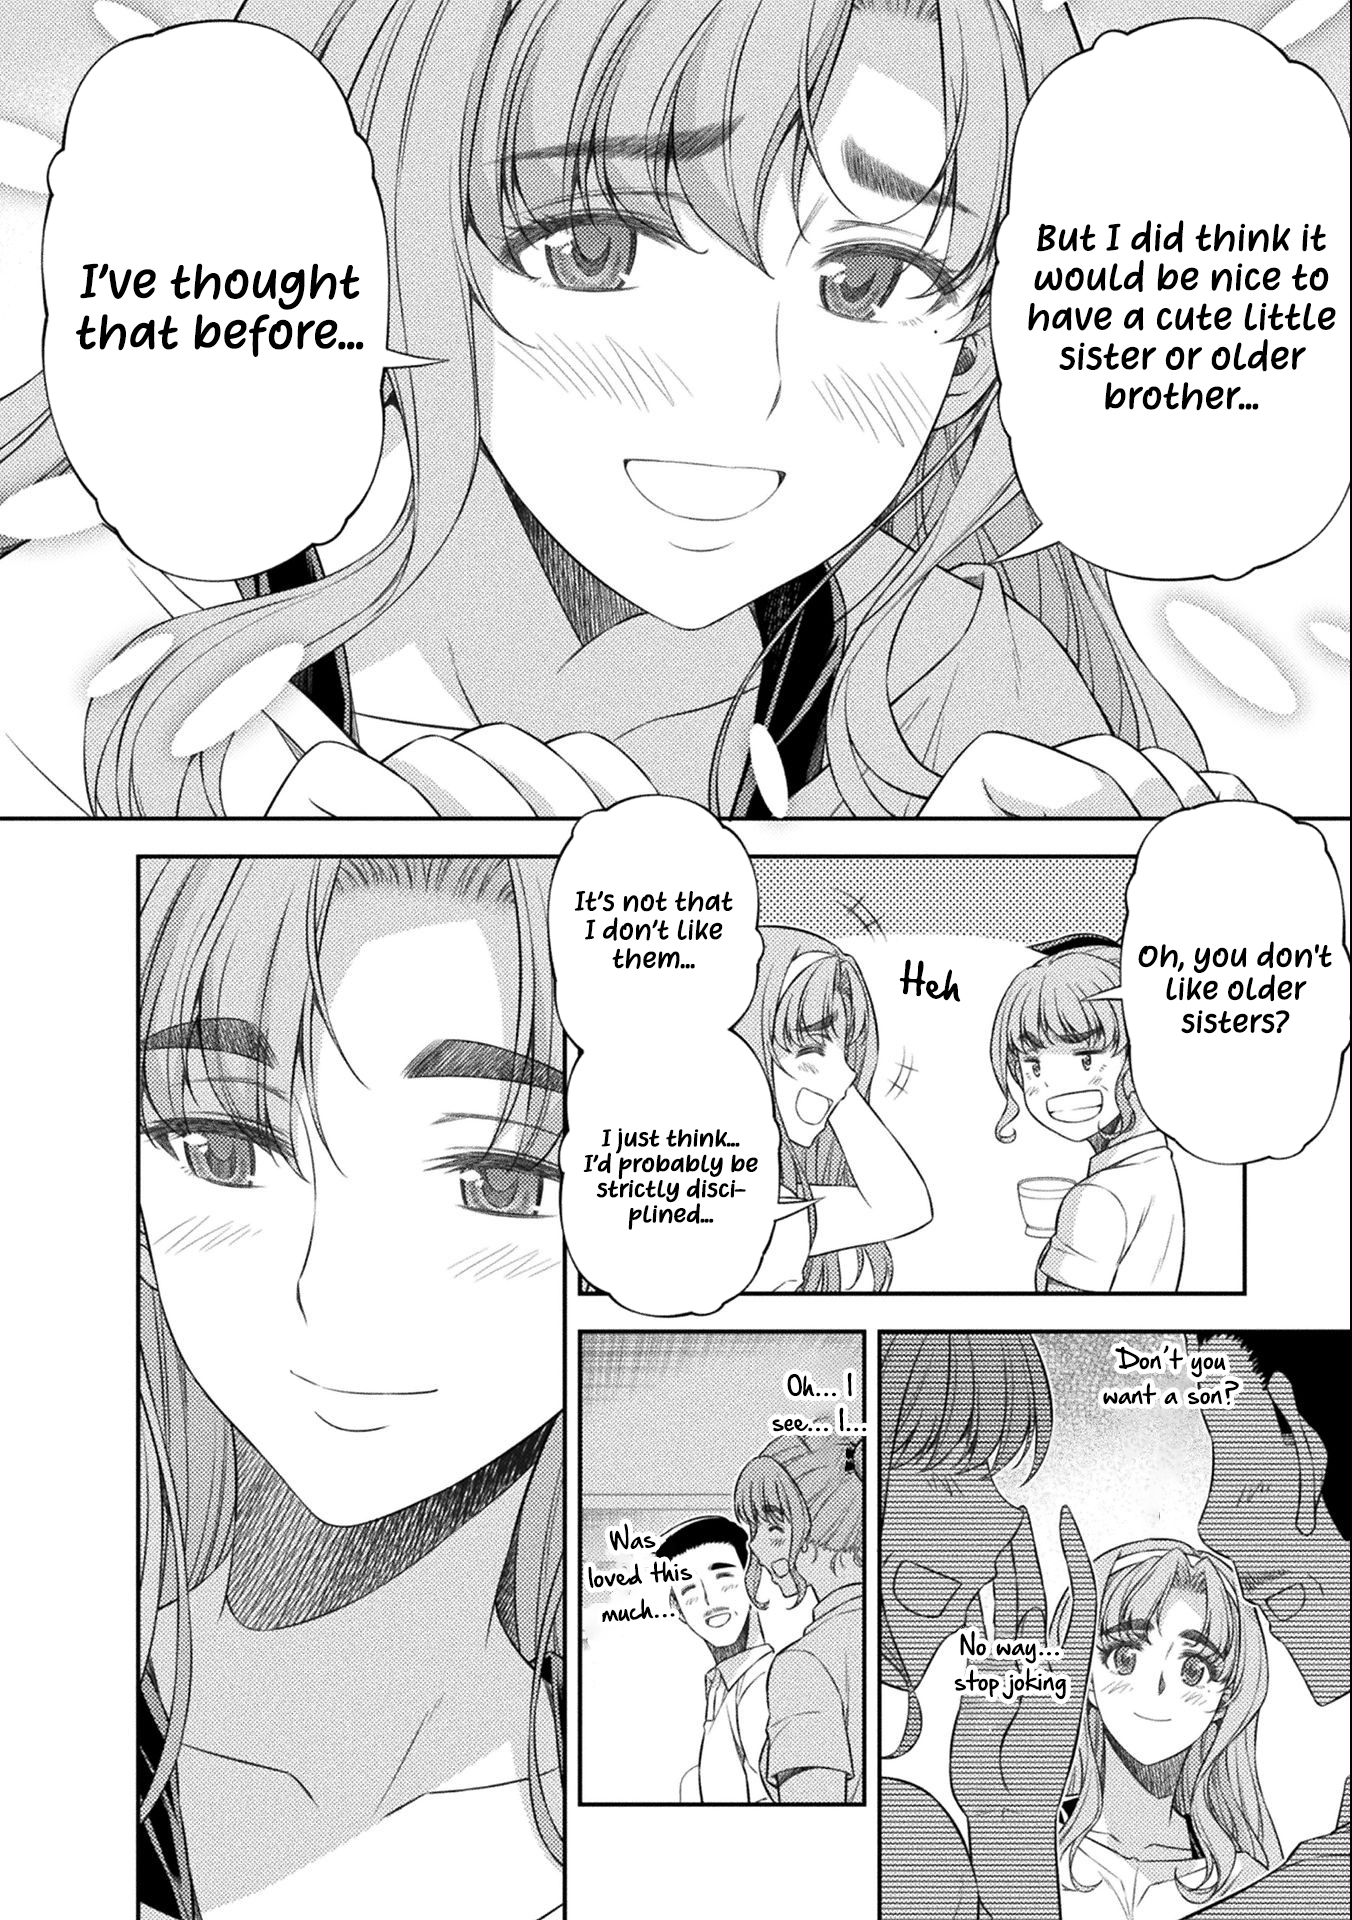 But I did think it
would be nice to
have a cute little
sister or older
brother...
I've thought
that before...
Oh, you don't
like older
sisters?
Heh
It's not that
I don't like
them...
I just think...
I'd probably be
strictly disci-
plined...
Don't you
want a son?
No way...
stop joking
Oh... I
see... I...
Was
loved this
much...